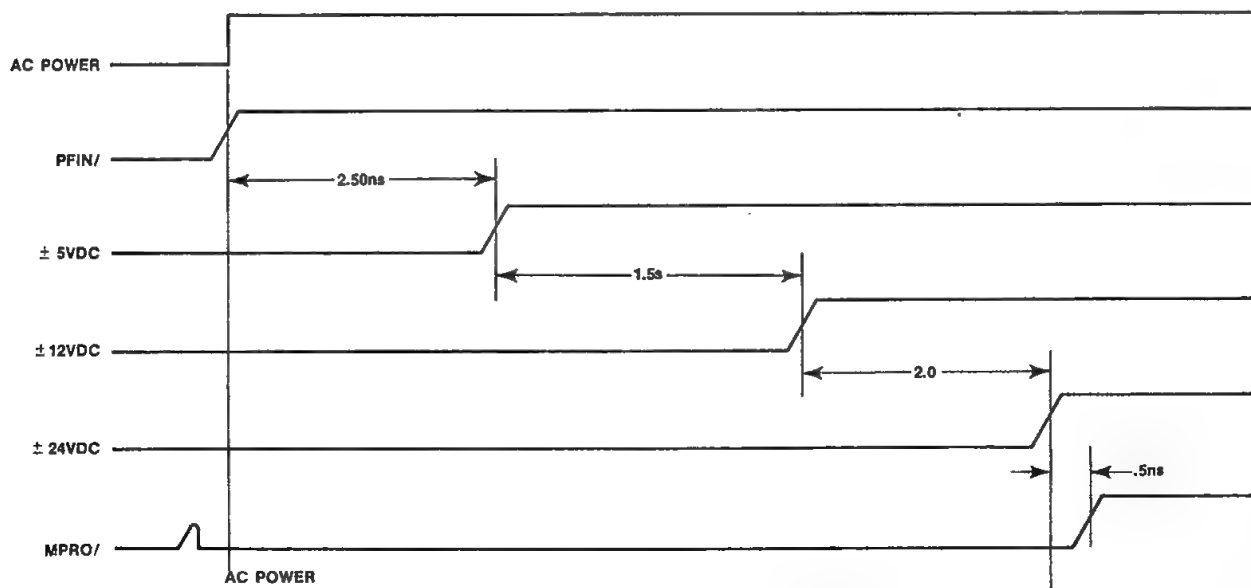 AC POWER
PFIN/
2.50ns
± 5VDC
1.5s
± 12VDC
2.0
± 24VDC
.5ns
MPRO/
AC POWER